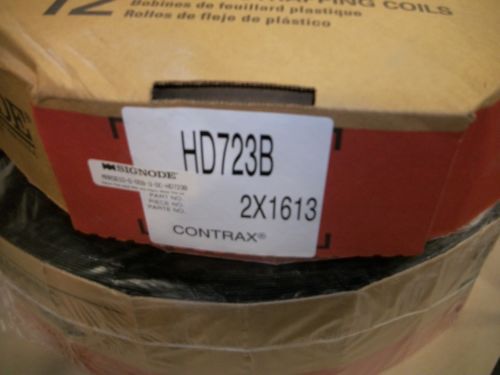 12 PING COILS
Bobines de feuillard plastique
Rollos de fleje de plástico
HD723B
SIGNODE®
PART NO.
PIECE NO.
PARTE NO.
2X1613
CONTRAX®